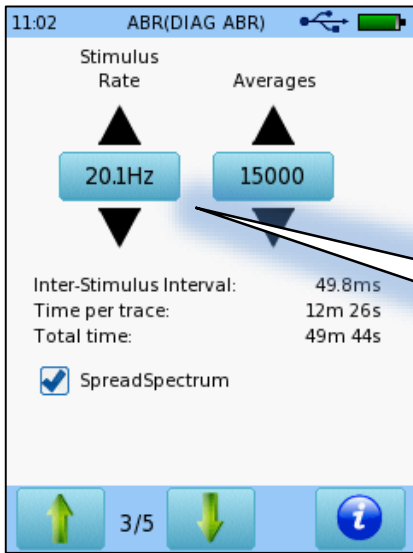 11:02 ABR(DIAG ABR)
Stimulus
Rate Averages
20.1Hz 15000
Inter-Stimulus Interval: 49.8ms
Time per trace: 12m 26s
Total time: 49m 44s
SpreadSpectrum
3/5 i